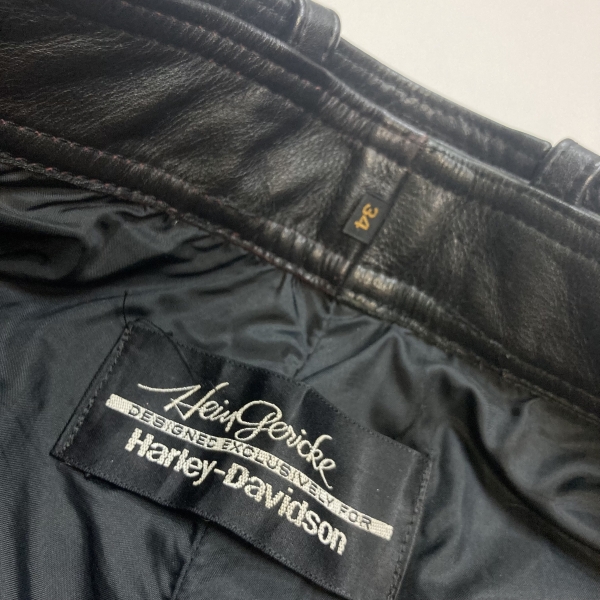 34
Hein Gericke
DESIGNED EXCLUSIVELY FOR
Harley-Davidson